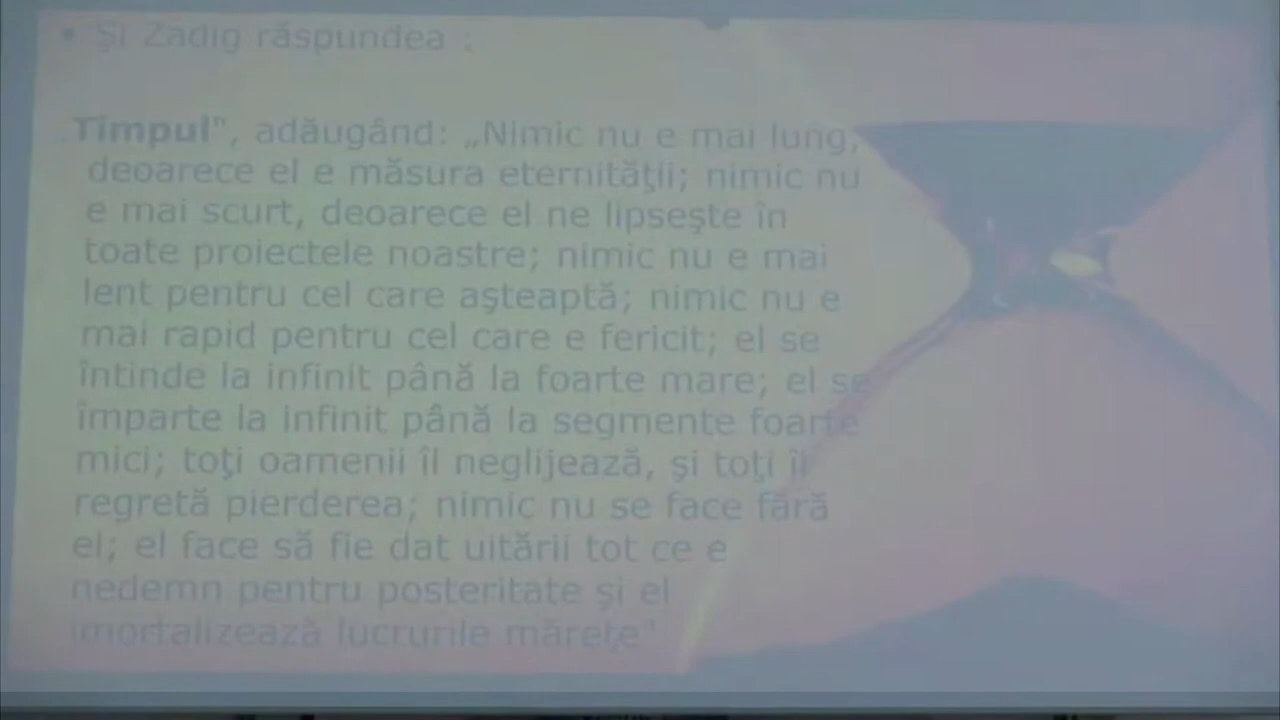 • Şi Zadig răspundea :
„Timpul", adăugând: „Nimic nu e mai lung,
deoarece el e măsura eternităţii; nimic nu
e mai scurt, deoarece el ne lipseşte în
toate proiectele noastre; nimic nu e mai
lent pentru cel care aşteaptă; nimic nu e
mai rapid pentru cel care e fericit; el se
întinde la infinit până la foarte mare; el se
împarte la infinit până la segmente foarte
mici; toţi oamenii îl neglijează, şi toţi îi
regretă pierderea; nimic nu se face fără
el; el face să fie dat uitării tot ce e
nedemn pentru posteritate şi el
imortalizează lucrurile măreţe"